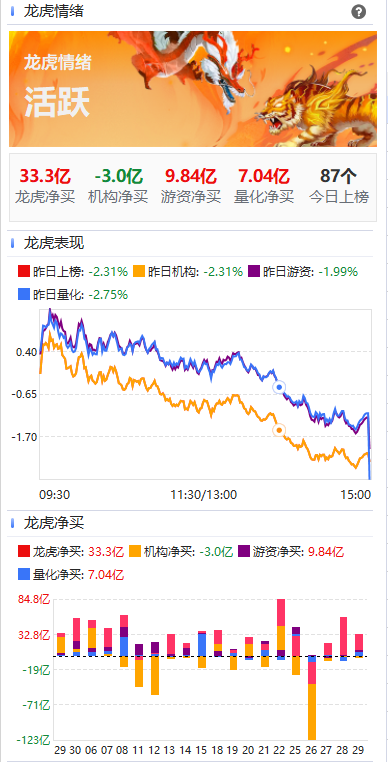 龙虎情绪 ?
龙虎情绪
活跃
33.3亿 -3.0亿 9.84亿 7.04亿 87个
龙虎净买 机构净买 游资净买 量化净买 今日上榜
龙虎表现
昨日上榜: -2.31% 昨日机构: -2.31% 昨日游资: -1.99%
昨日量化: -2.75%
0.40
-0.65
-1.70
09:30 11:30/13:00 15:00
龙虎净买
龙虎净买: 33.3亿 机构净买: -3.0亿 游资净买: 9.84亿
量化净买: 7.04亿
84.8亿
32.8亿
-19亿
-71亿
-123亿
29 30 06 07 08 11 12 13 14 15 18 19 20 21 22 25 26 27 28 29